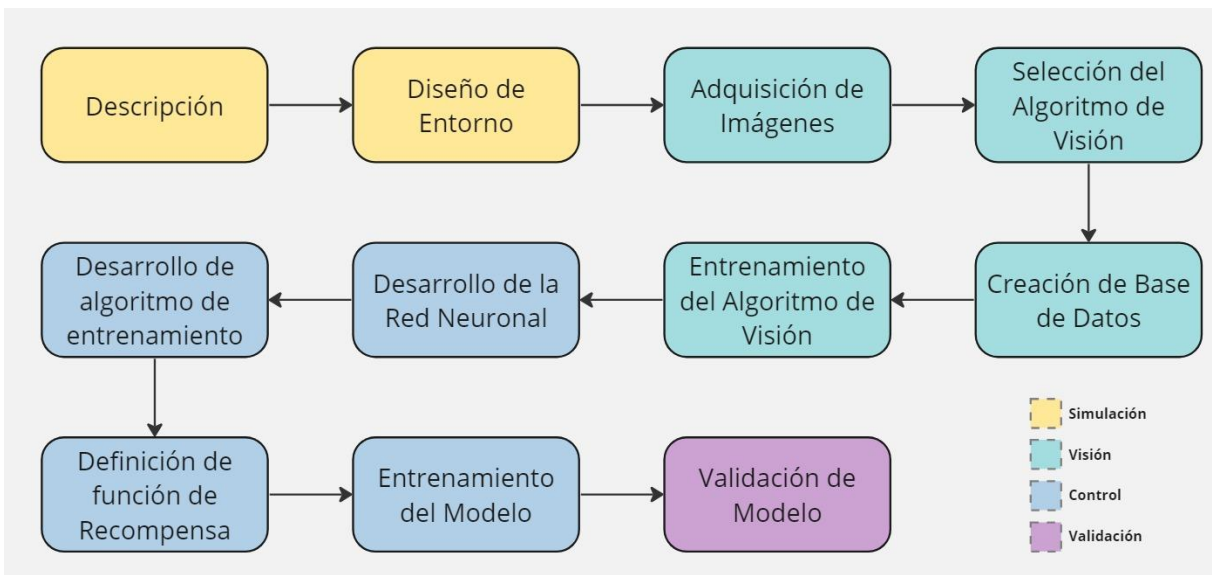 Descripción
Diseño de
Entorno
Adquisición de
Imágenes
Selección del
Algoritmo de
Visión
Desarrollo de
algoritmo de
entrenamiento
Desarrollo de la
Red Neuronal
Entrenamiento
del Algoritmo de
Visión
Creación de Base
de Datos
Definición de
función de
Recompensa
Entrenamiento
del Modelo
Validación de
Modelo
Simulación
Visión
Control
Validación